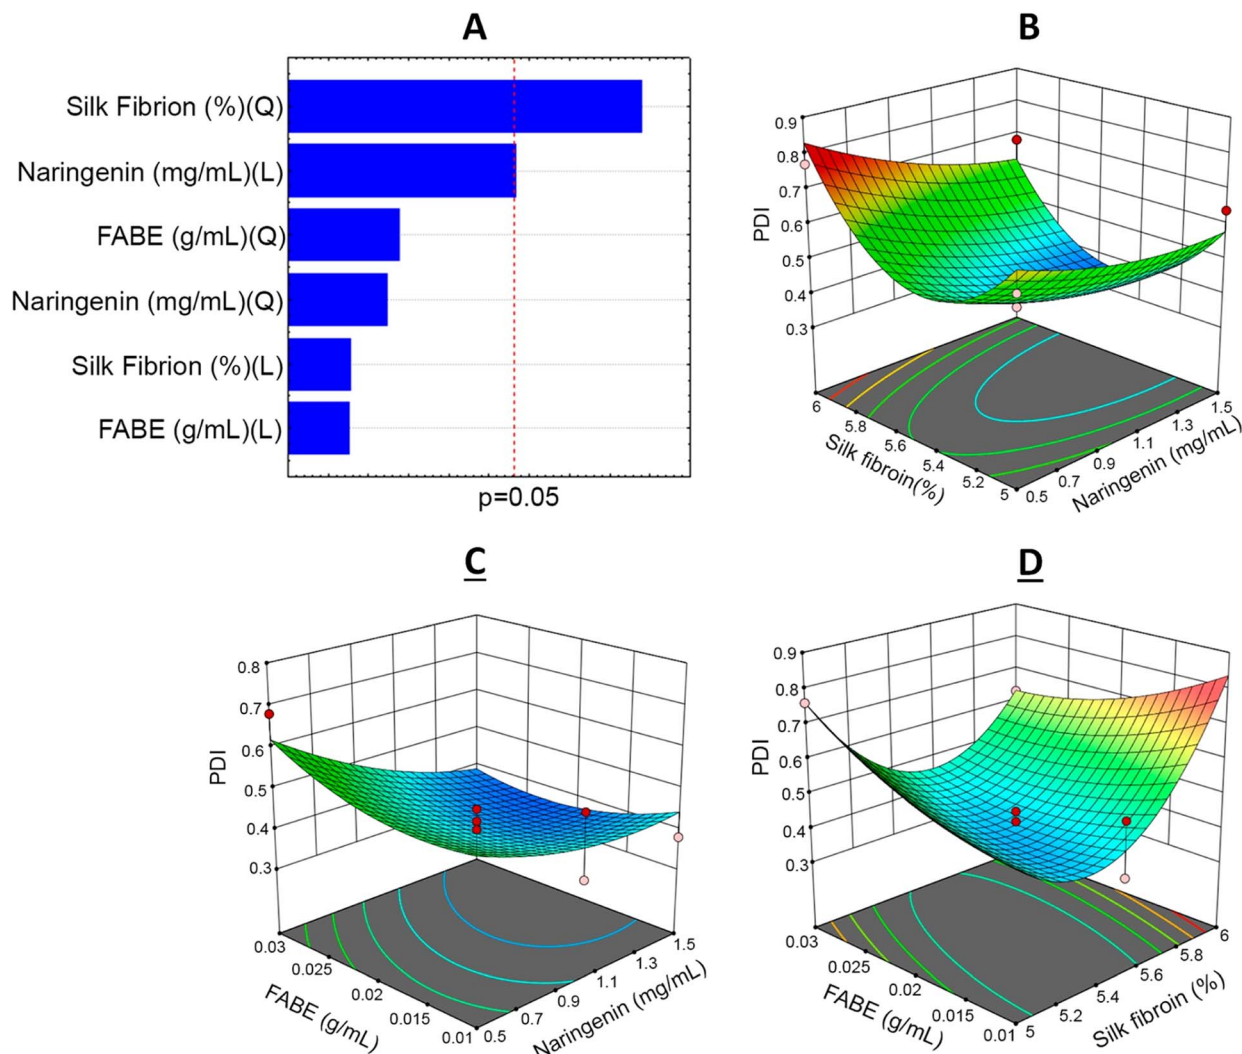 A
Silk Fibrion (%)(Q)
Naringenin (mg/mL)(L)
FABE (g/mL)(Q)
Naringenin (mg/mL)(Q)
Silk Fibrion (%)(L)
FABE (g/mL)(L)
p=0.05
B
0.9
0.8
0.7
0.6
0.5
0.4
0.3
PDI
6
5.8
5.6
5.4
5.2
5
Silk fibroin(%)
0.5
0.7
0.9
1.1
1.3
1.5
Naringenin (mg/mL)
C
0.8
0.7
0.6
0.5
0.4
0.3
PDI
0.03
0.025
0.02
0.015
0.01
FABE (g/mL)
0.5
0.7
0.9
1.1
1.3
1.5
Naringenin (mg/mL)
D
0.9
0.8
0.7
0.6
0.5
0.4
0.3
PDI
0.03
0.025
0.02
0.015
0.01
FABE (g/mL)
5
5.2
5.4
5.6
5.8
6
Silk fibroin (%)